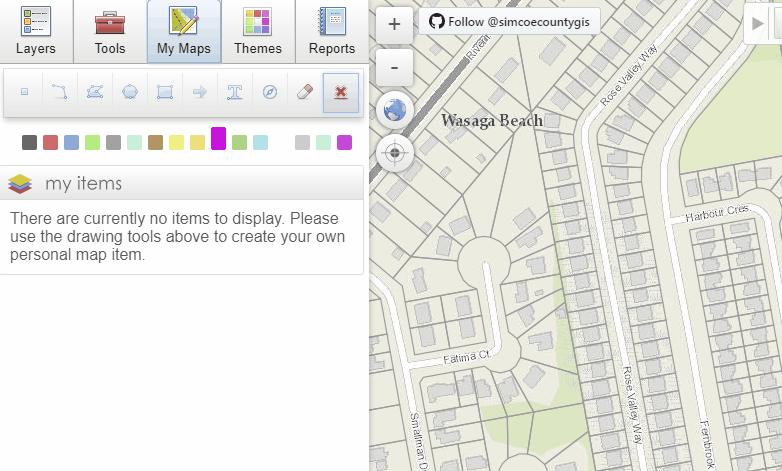 Layers
Tools
My Maps
Themes
Reports
my items
There are currently no items to display. Please
use the drawing tools above to create your own
personal map item.
+
-
Follow @simcoecountygis
Wasaga Beach
Rose Valley Way
Harbour Cres
Fatima Ct
Rose Valley Way
Fernbrook